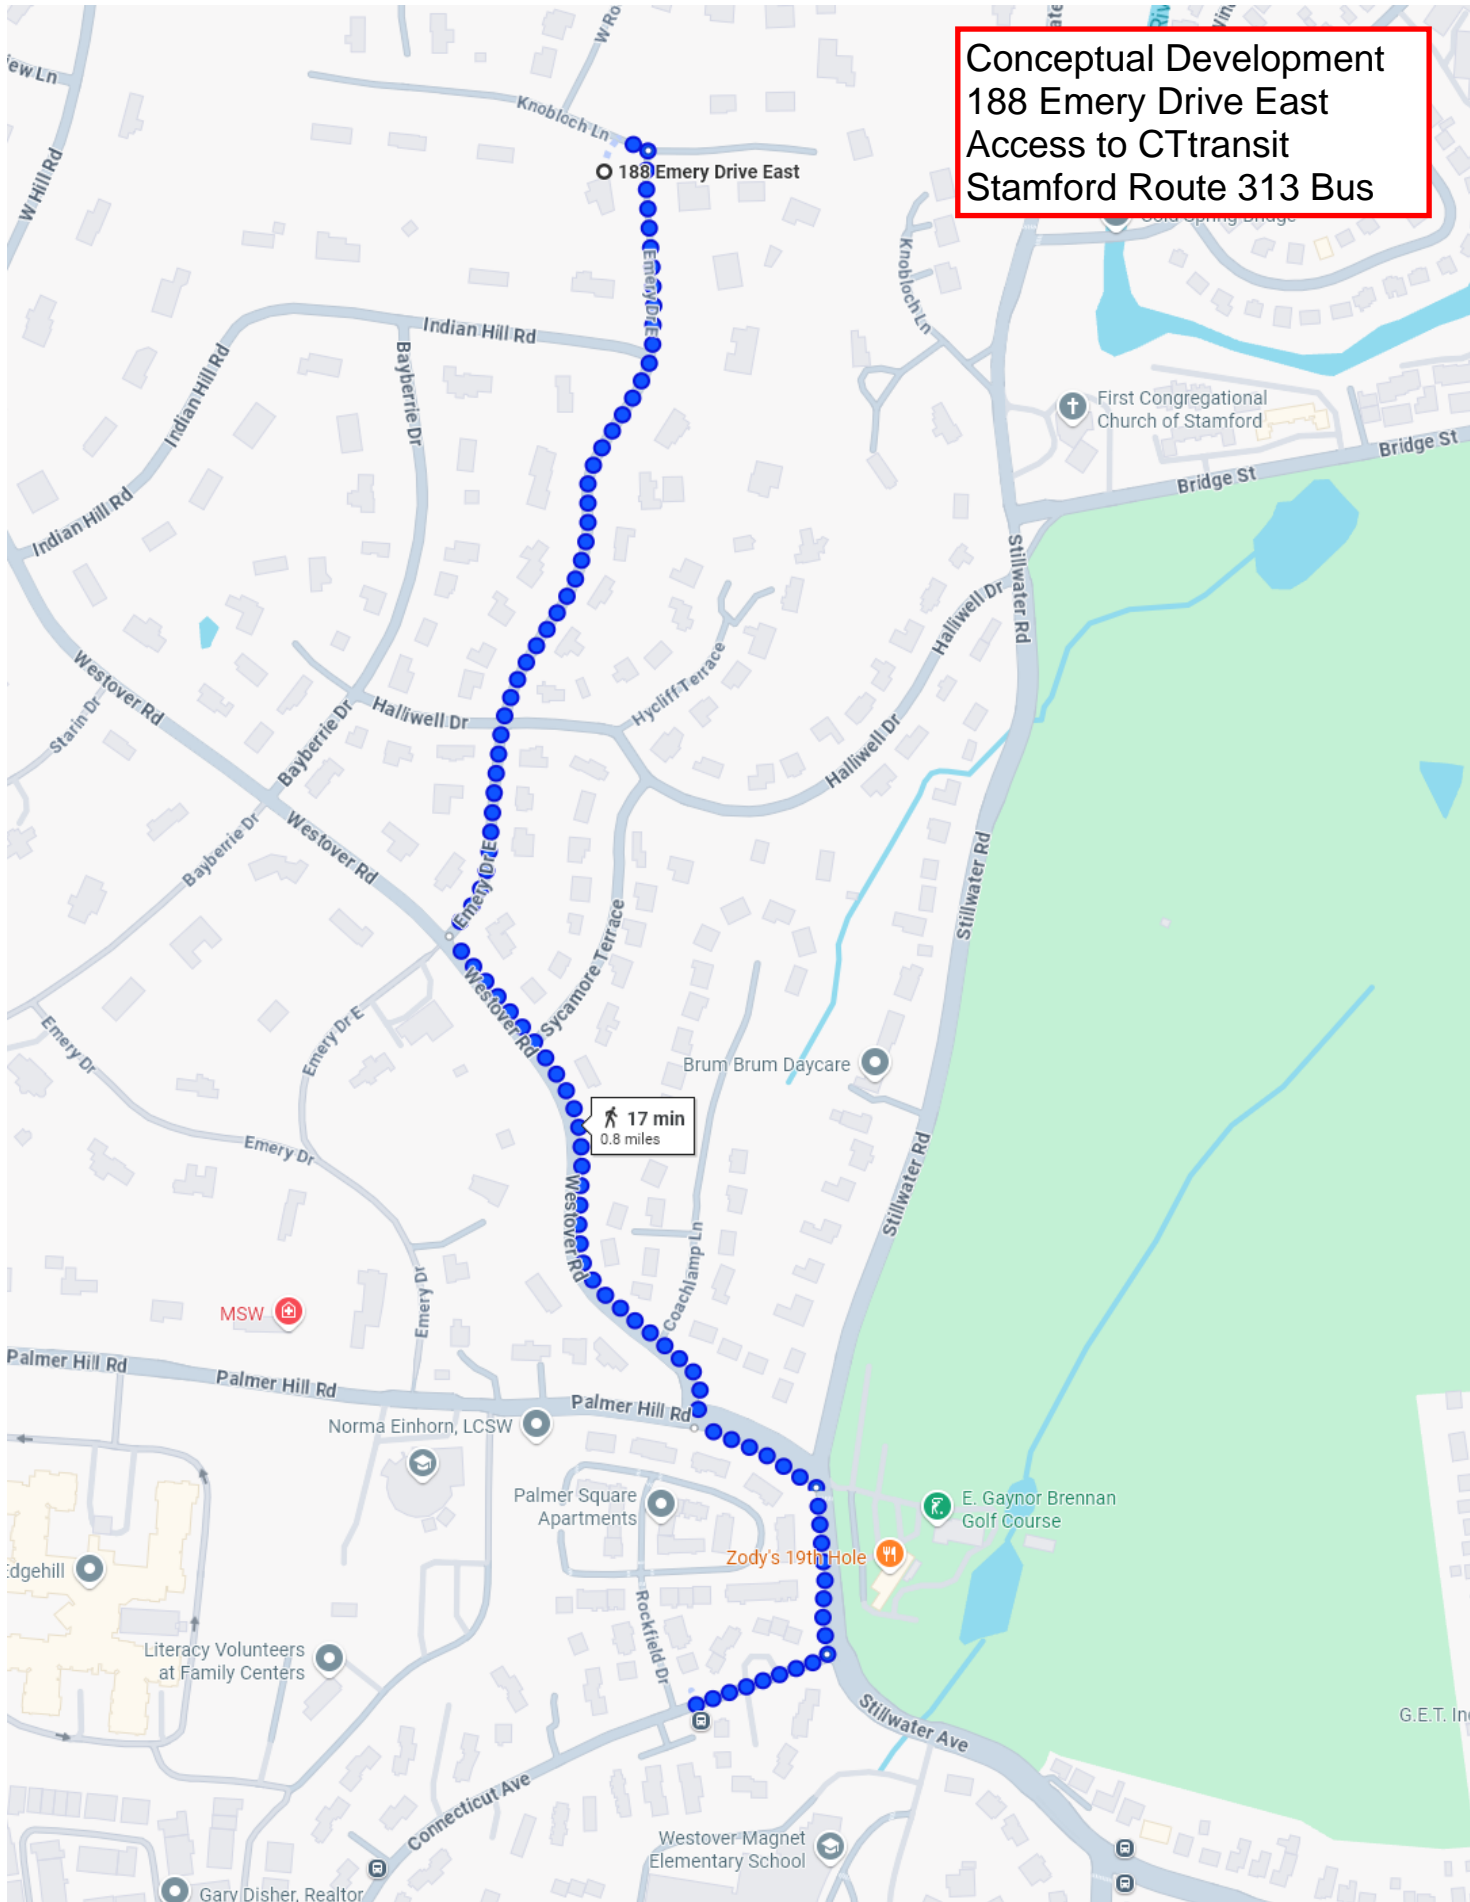 Conceptual Development
188 Emery Drive East
Access to CTtransit
Stamford Route 313 Bus
W Hill Rd
Knobloch Ln
188 Emery Drive East
Emery Dr E
Knobloch Ln
Indian Hill Rd
Indian Hill Rd
Bayberrie Dr
First Congregational
Church of Stamford
Bridge St
Bridge St
Indian Hill Rd
Stillwater Rd
Halliwell Dr
Westover Rd
Starin Dr
Hycliff Terrace
Halliwell Dr
Bayberrie Dr
Halliwell Dr
Bayberrie Dr
Westover Rd
Stillwater Rd
Emery Dr E
Sycamore Terrace
Westover Rd
Emery Dr E
Emery Dr
Brum Brum Daycare
17 min
0.8 miles
Emery Dr
Stillwater Rd
Westover Rd
Coachlamp Ln
Emery Dr
MSW
Palmer Hill Rd
Palmer Hill Rd
Palmer Hill Rd
Norma Einhorn, LCSW
Palmer Square
Apartments
E. Gaynor Brennan
Golf Course
Zody's 19th Hole
Edgehill
Rockfield Dr
Literacy Volunteers
at Family Centers
Stillwater Ave
G.E.T. In
Connecticut Ave
Westover Magnet
Elementary School
Gary Disher, Realtor